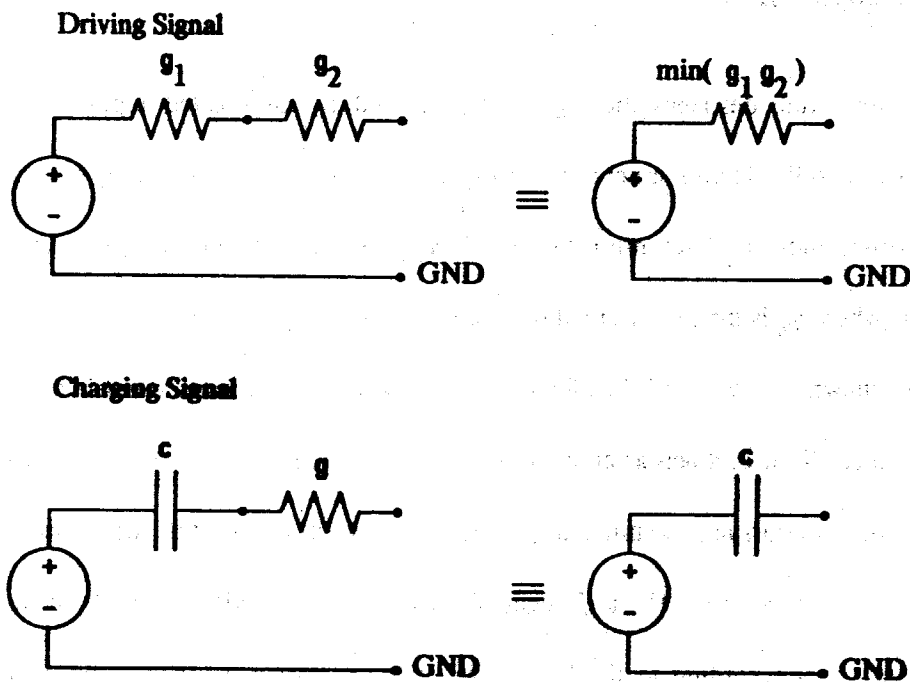 Driving Signal
g1 g2
min( g1 g2 )
+ -
≡
+ -
GND
GND
Charging Signal
c
g
c
+ -
≡
+ -
GND
GND